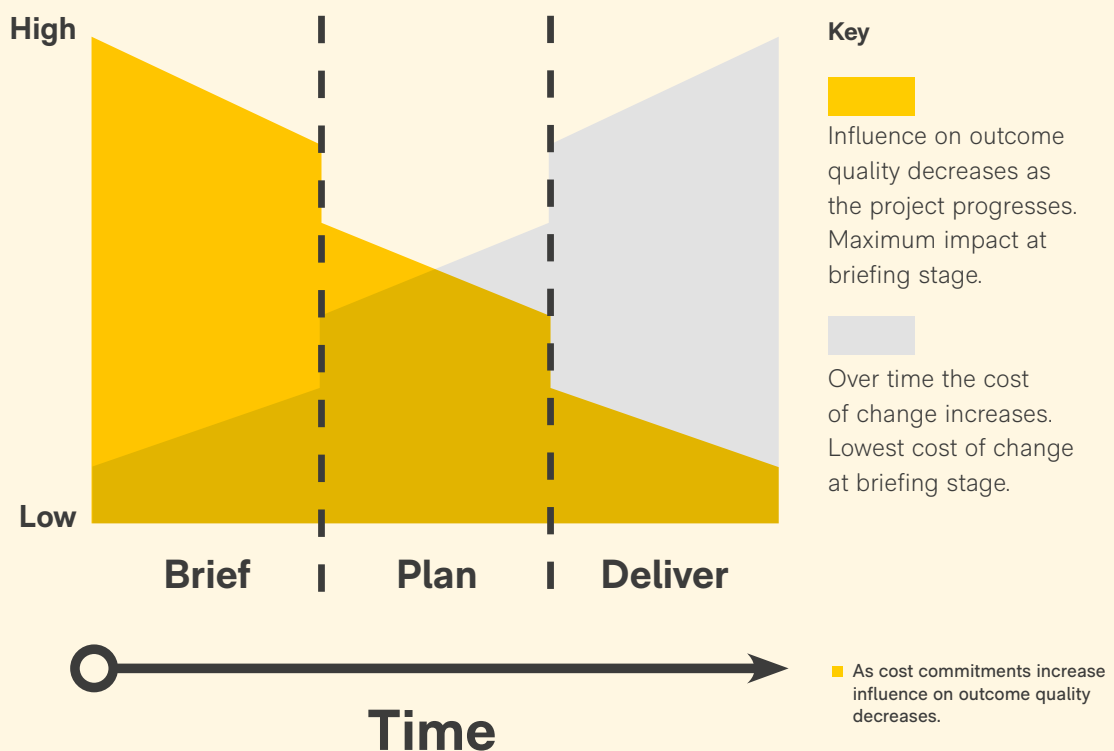 High
Low
Brief
Plan
Deliver
Time
Key
Influence on outcome
quality decreases as
the project progresses.
Maximum impact at
briefing stage.
Over time the cost
of change increases.
Lowest cost of change
at briefing stage.
As cost commitments increase
influence on outcome quality
decreases.